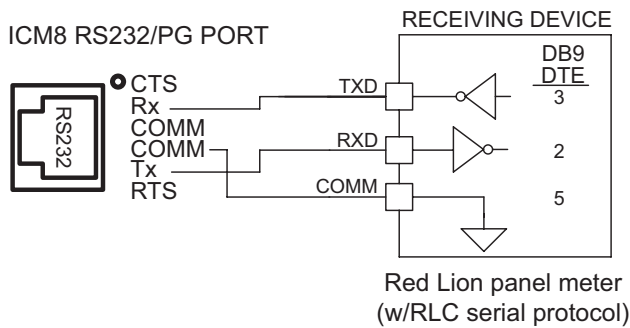 ICM8 RS232/PG PORT
RS232
CTS
Rx
COMM
COMM
Tx
RTS
RECEIVING DEVICE
TXD
RXD
COMM
DB9
DTE
3
2
5
Red Lion panel meter
(w/RLC serial protocol)